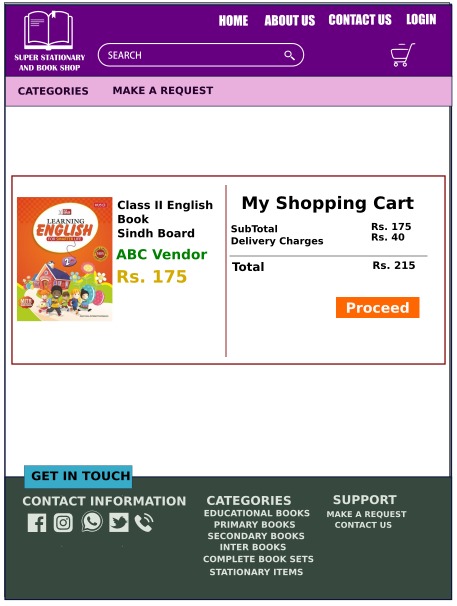 HOME ABOUT US CONTACT US LOGIN
SUPER STATIONARY
AND BOOK SHOP
SEARCH
CATEGORIES MAKE A REQUEST
LEARNING
ENGLISH
Class II English
Book
Sindh Board
ABC Vendor
Rs. 175
My Shopping Cart
SubTotal Rs. 175
Delivery Charges Rs. 40
Total Rs. 215
Proceed
GET IN TOUCH
CONTACT INFORMATION
CATEGORIES
EDUCATIONAL BOOKS
PRIMARY BOOKS
SECONDARY BOOKS
INTER BOOKS
COMPLETE BOOK SETS
STATIONARY ITEMS
SUPPORT
MAKE A REQUEST
CONTACT US